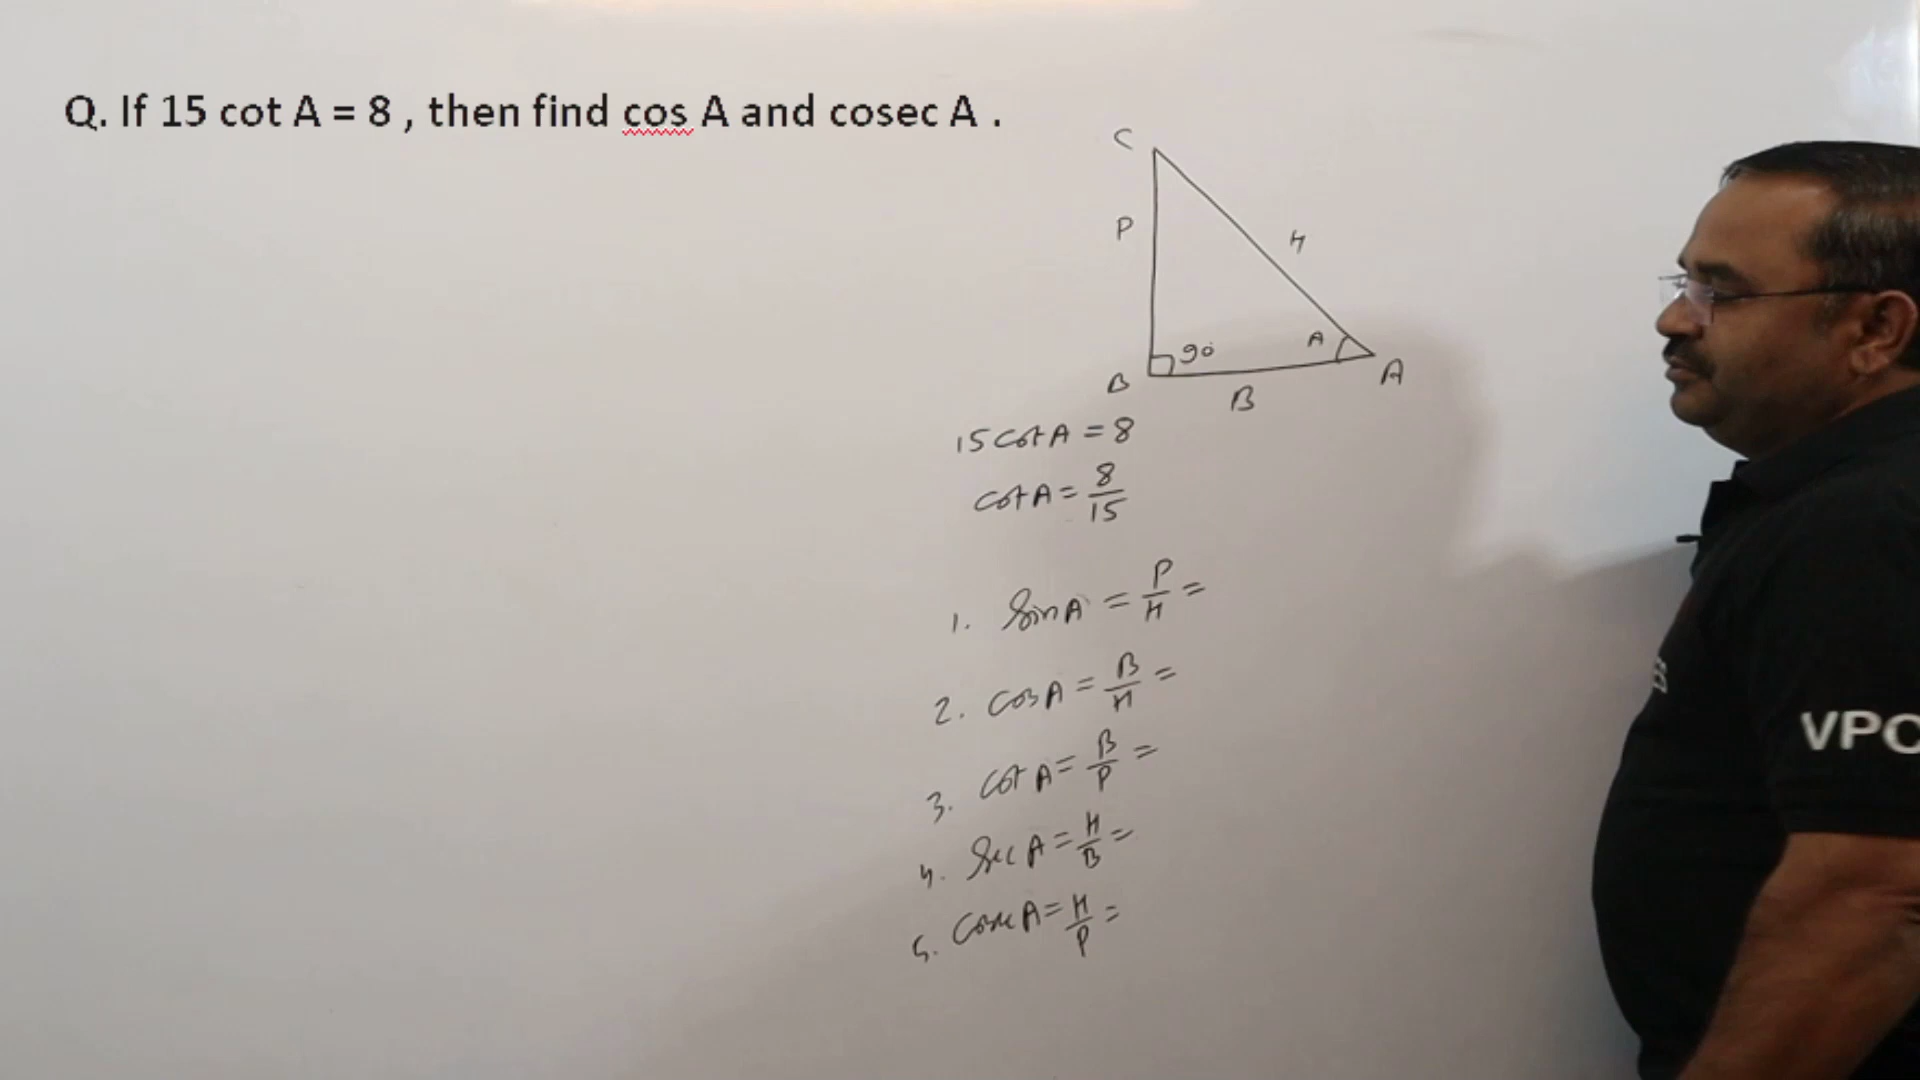 Q. If 15 cot A = 8 , then find cos A and cosec A .
C
P
H
90°
A
B
A
B
15 cot A = 8
cot A = 8/15
1. Sin A = P/H =
2. cos A = B/H =
3. cot A = B/P =
4. Sec A = H/B =
5. cosec A = H/P =
VPC